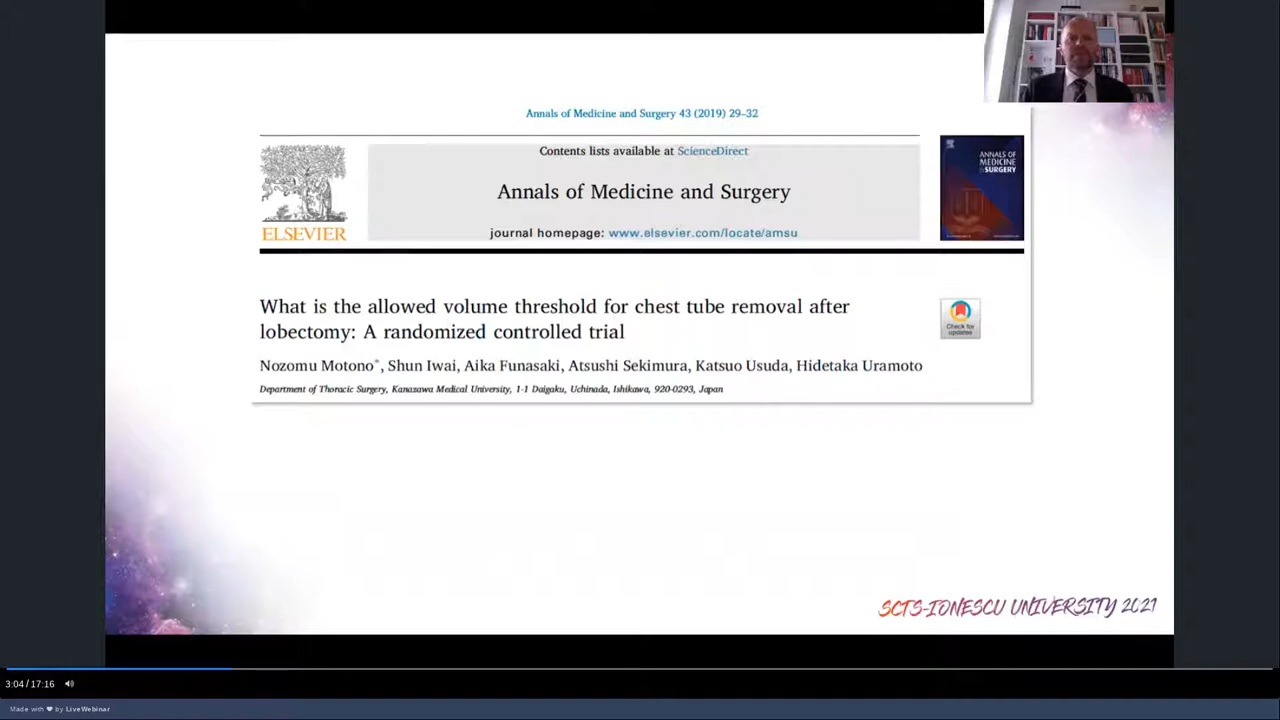 Annals of Medicine and Surgery 43 (2019) 29–32
Contents lists available at ScienceDirect
Annals of Medicine and Surgery
journal homepage: www.elsevier.com/locate/amsu
ELSEVIER
ANNALS OF
MEDICINE
& SURGERY
What is the allowed volume threshold for chest tube removal after
lobectomy: A randomized controlled trial
Check for
updates
Nozomu Motono*, Shun Iwai, Aika Funasaki, Atsushi Sekimura, Katsuo Usuda, Hidetaka Uramoto
Department of Thoracic Surgery, Kanazawa Medical University, 1-1 Daigaku, Uchinada, Ishikawa, 920-0293, Japan
SCTS-IONESCU UNIVERSITY 2021
3:04 / 17:16
Made with ❤ by LiveWebinar